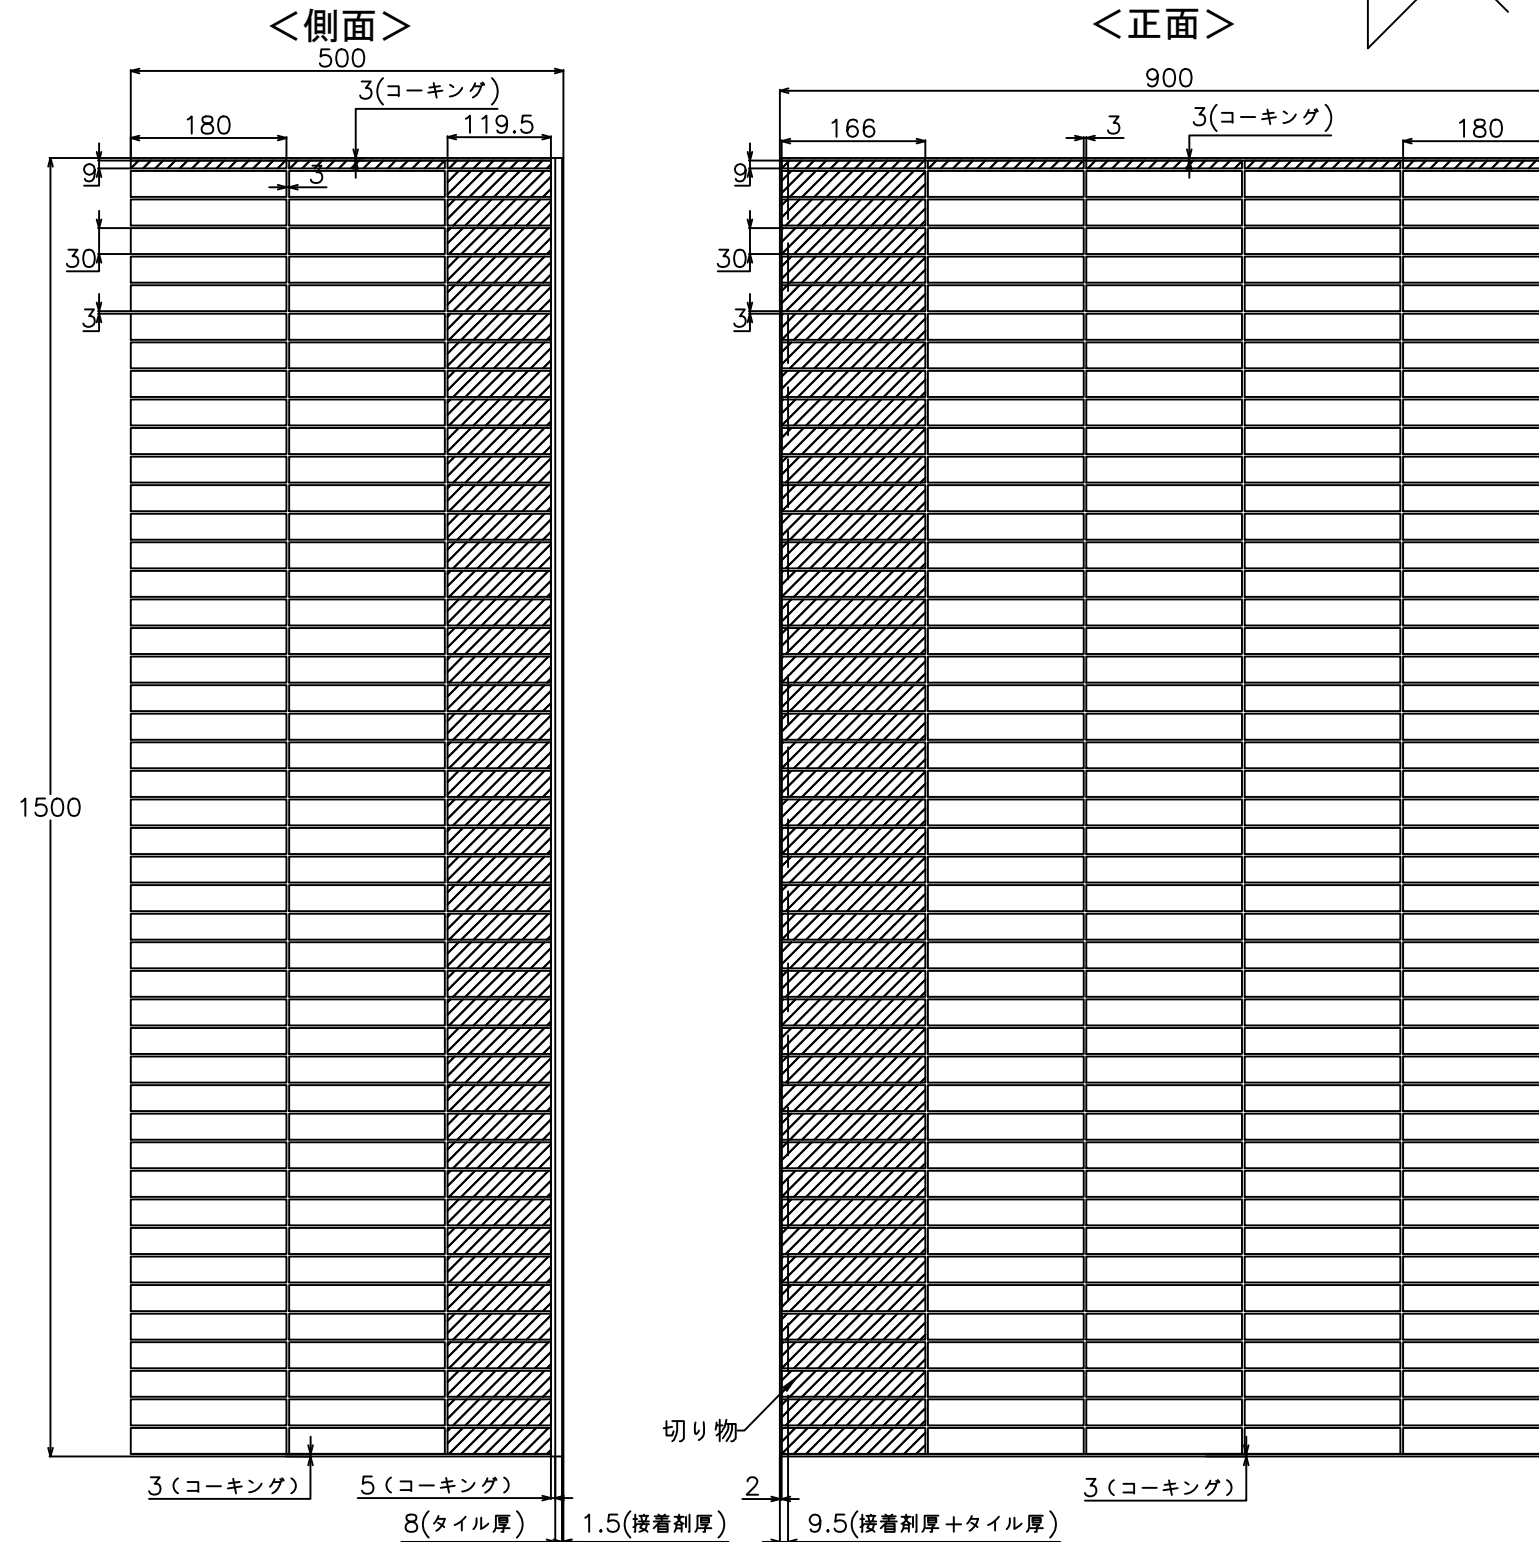 <側面>
<正面>
500
900
3(コーキング)
180
119.5
166
3
3(コーキング)
180
9
3
9
30
30
3
3
1500
切り物
3(コーキング)
5(コーキング)
2
3(コーキング)
8(タイル厚)
1.5(接着剤厚)
9.5(接着剤厚+タイル厚)